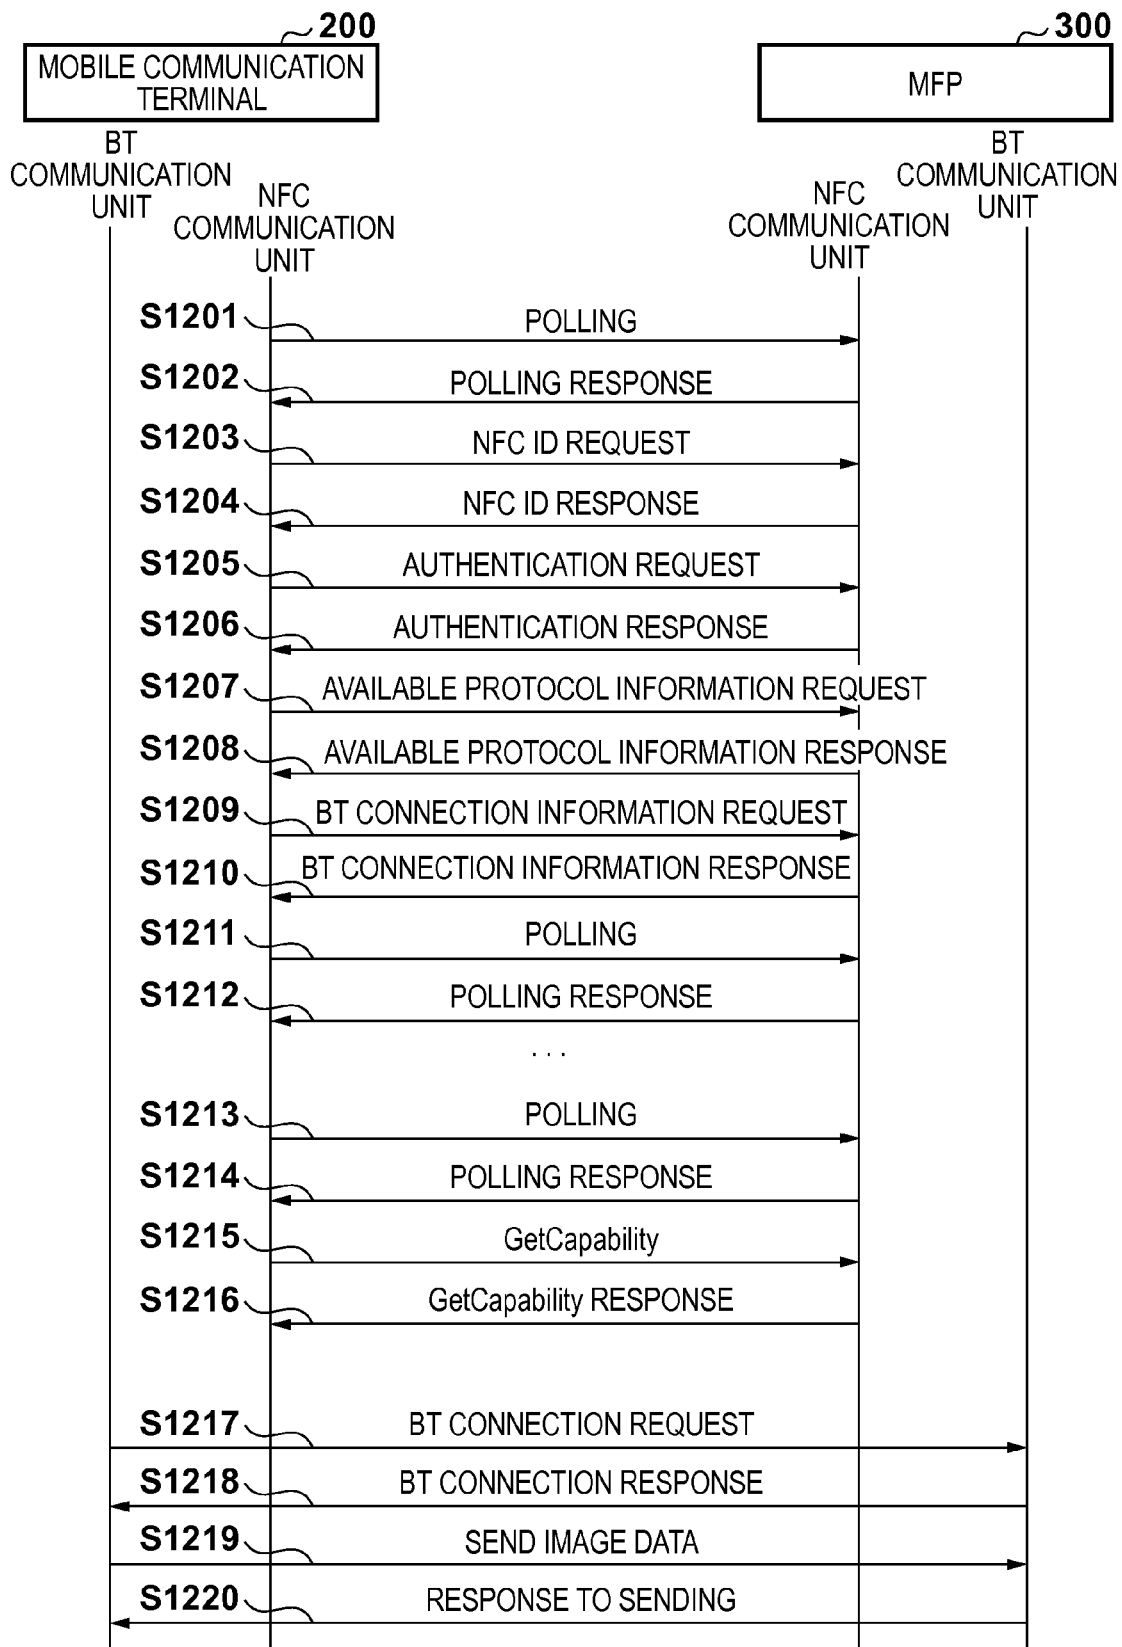 200
MOBILE COMMUNICATION
TERMINAL
300
MFP
BT
COMMUNICATION
UNIT
NFC
COMMUNICATION
UNIT
NFC
COMMUNICATION
UNIT
BT
COMMUNICATION
UNIT
S1201 POLLING
S1202 POLLING RESPONSE
S1203 NFC ID REQUEST
S1204 NFC ID RESPONSE
S1205 AUTHENTICATION REQUEST
S1206 AUTHENTICATION RESPONSE
S1207 AVAILABLE PROTOCOL INFORMATION REQUEST
S1208 AVAILABLE PROTOCOL INFORMATION RESPONSE
S1209 BT CONNECTION INFORMATION REQUEST
S1210 BT CONNECTION INFORMATION RESPONSE
S1211 POLLING
S1212 POLLING RESPONSE
. . .
S1213 POLLING
S1214 POLLING RESPONSE
S1215 GetCapability
S1216 GetCapability RESPONSE
S1217 BT CONNECTION REQUEST
S1218 BT CONNECTION RESPONSE
S1219 SEND IMAGE DATA
S1220 RESPONSE TO SENDING